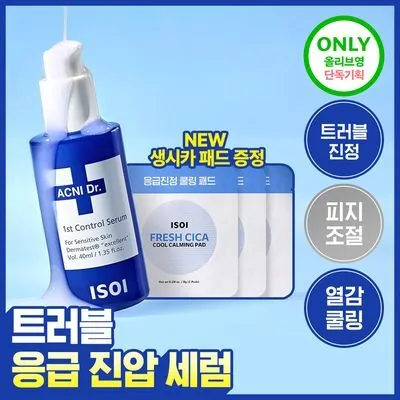 ONLY
올리브영
단독기획
ACNI Dr.
1st Control Serum
For Sensitive Skin
Dermatest® "excellent"
Vol. 40ml / 1.35 fl.oz.
ISOI
NEW
생시카 패드 증정
응급진정 쿨링 패드
ISOI
FRESH CICA
COOL CALMING PAD
트러블
진정
피지
조절
열감
쿨링
트러블
응급 진압 세럼